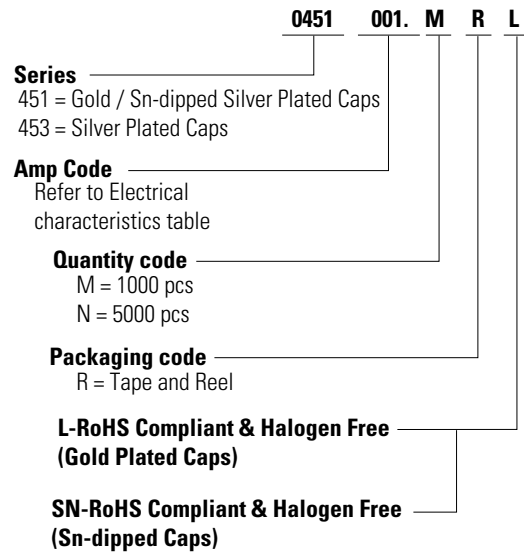 0451 001. M R L
Series
451 = Gold / Sn-dipped Silver Plated Caps
453 = Silver Plated Caps
Amp Code
Refer to Electrical
characteristics table
Quantity code
M = 1000 pcs
N = 5000 pcs
Packaging code
R = Tape and Reel
L-RoHS Compliant & Halogen Free
(Gold Plated Caps)
SN-RoHS Compliant & Halogen Free
(Sn-dipped Caps)